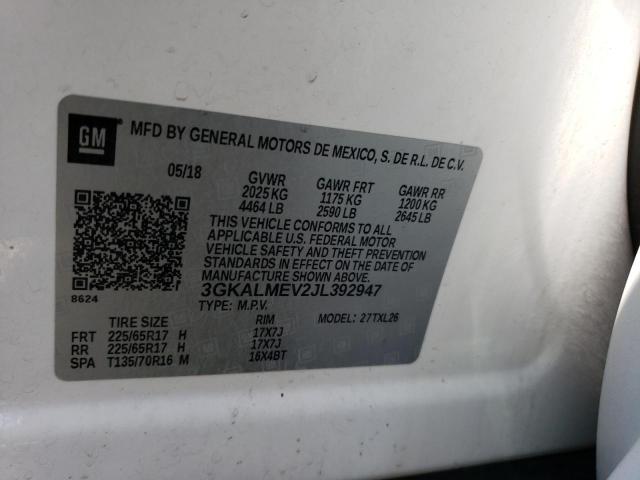 GM
MFD BY GENERAL MOTORS DE MEXICO, S. DE R.L. DE C.V.
05/18 GVWR GAWR FRT GAWR RR
2025 KG 1175 KG 1200 KG
4464 LB 2590 LB 2645 LB
THIS VEHICLE CONFORMS TO ALL
APPLICABLE U.S. FEDERAL MOTOR
VEHICLE SAFETY AND THEFT PREVENTION
STANDARDS IN EFFECT ON THE DATE
OF MANUFACTURE SHOWN ABOVE.
3GKALMEV2JL392947
8624
TYPE: M.P.V. MODEL: 27TXL26
TIRE SIZE RIM
FRT 225/65R17 H 17X7J
RR 225/65R17 H 17X7J
SPA T135/70R16 M 16X4BT